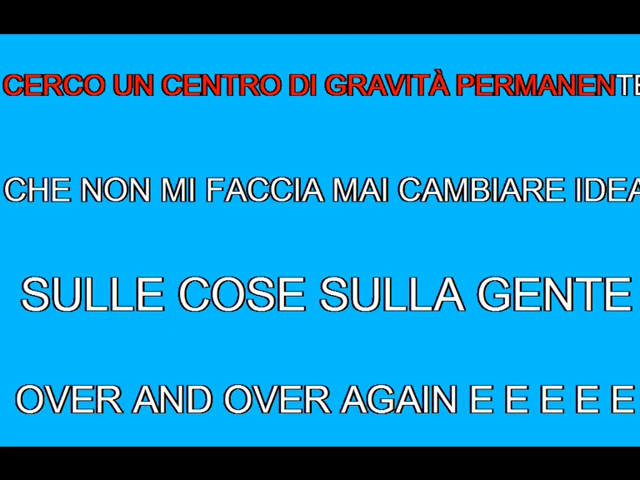 CERCO UN CENTRO DI GRAVITÀ PERMANENTE
CHE NON MI FACCIA MAI CAMBIARE IDEA
SULLE COSE SULLA GENTE
OVER AND OVER AGAIN E E E E E